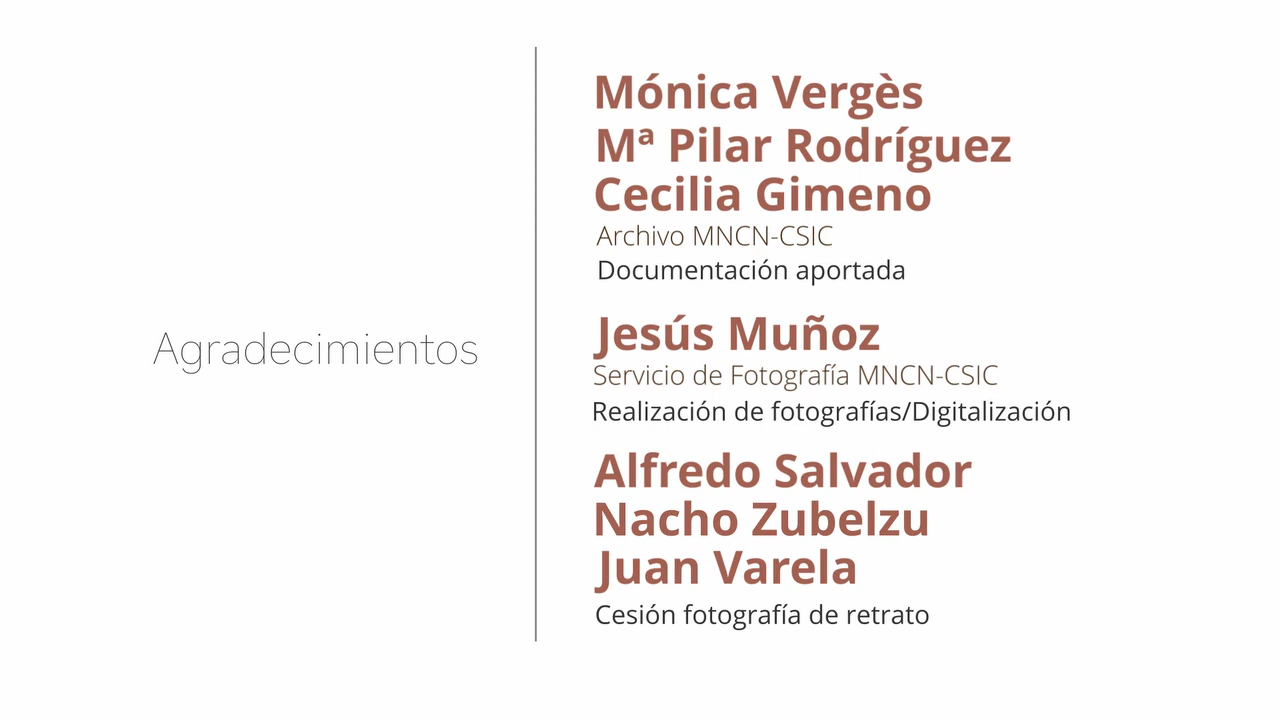 Agradecimientos
Mónica Vergès
Mª Pilar Rodríguez
Cecilia Gimeno
Archivo MNCN-CSIC
Documentación aportada
Jesús Muñoz
Servicio de Fotografía MNCN-CSIC
Realización de fotografías/Digitalización
Alfredo Salvador
Nacho Zubelzu
Juan Varela
Cesión fotografía de retrato